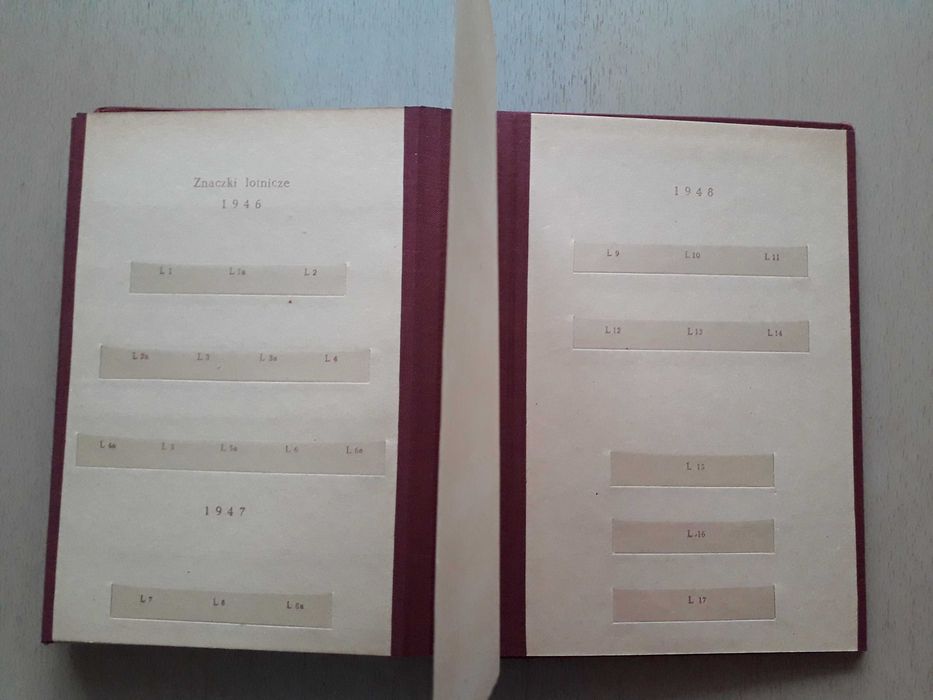 Znaczki lotnicze
1946
L 1 L 1a L 2
L 2a L 3 L 3a L 4
L 4a L 5 L 5a L 6 L 6a
1947
L 7 L 8 L 8a
1948
L 9 L 10 L 11
L 12 L 13 L 14
L 15
L 16
L 17